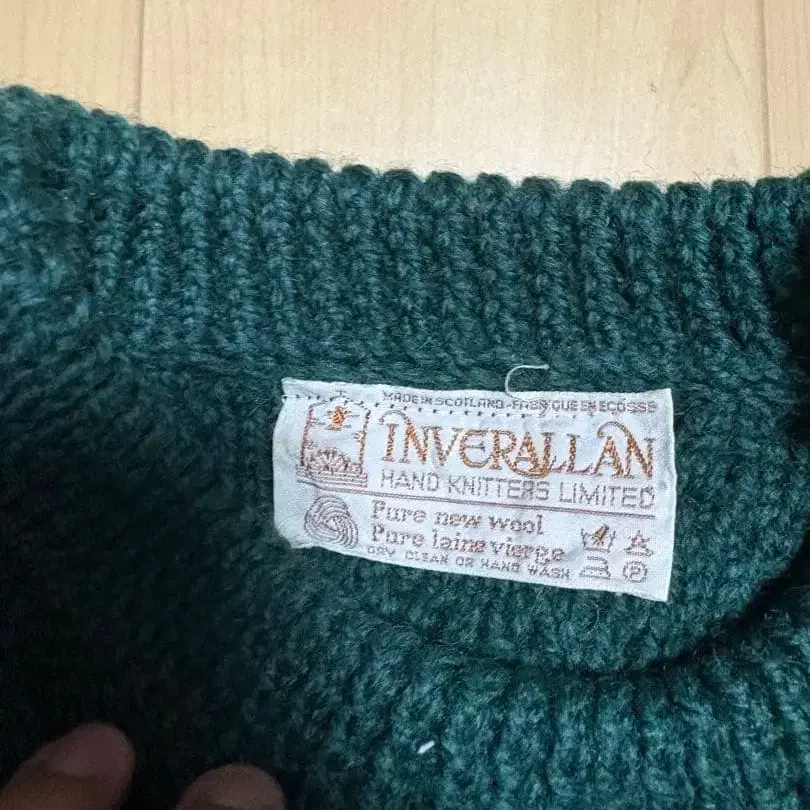 MADE IN SCOTLAND-FABRIQUE EN ECOSSE
INVERALLAN
HAND KNITTERS LIMITED
Pure new wool
Pure laine vierge
DRY CLEAN OR HAND WASH
P